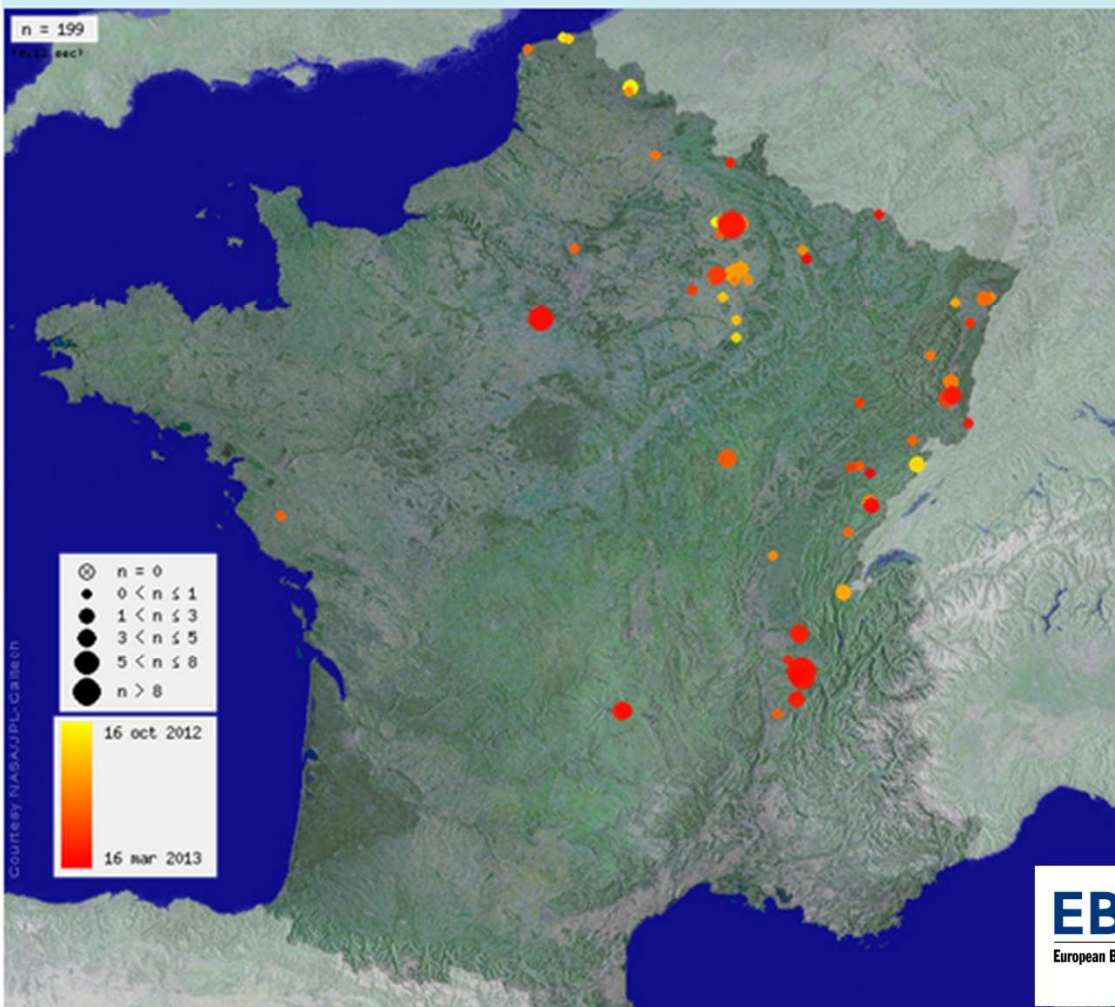 n = 199
n = 0
0 < n ≤ 1
1 < n ≤ 3
3 < n ≤ 5
5 < n ≤ 8
n > 8
16 oct 2012
16 mar 2013
Courtesy NASA/JPL-Caltech
EB
European B